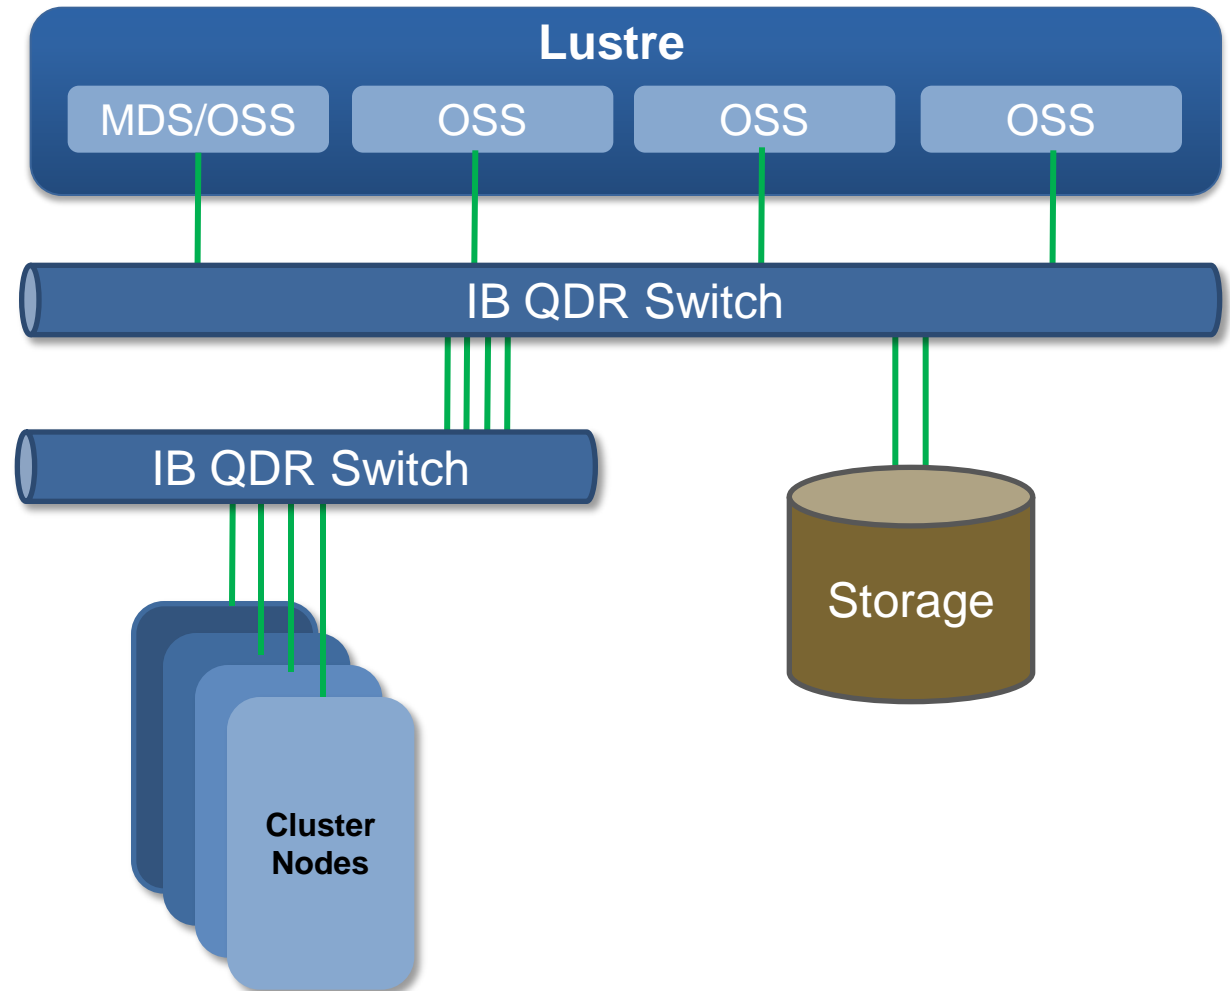 Lustre
MDS/OSS
OSS
OSS
OSS
IB QDR Switch
IB QDR Switch
Storage
Cluster
Nodes